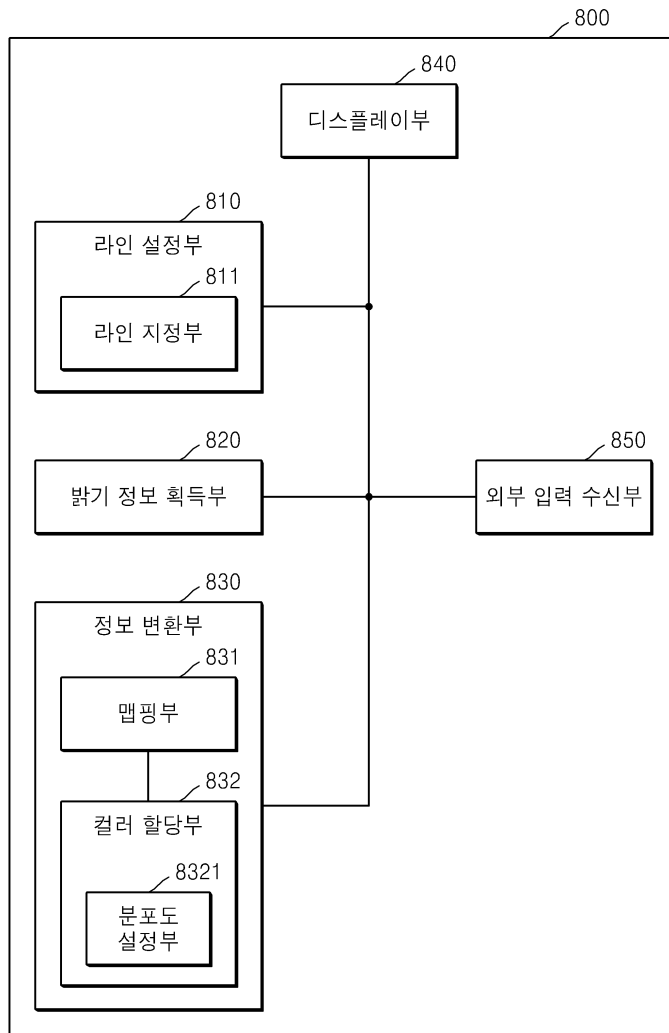 800
840
디스플레이부
810
라인 설정부
811
라인 지정부
820
밝기 정보 획득부
850
외부 입력 수신부
830
정보 변환부
831
맵핑부
832
컬러 할당부
8321
분포도
설정부